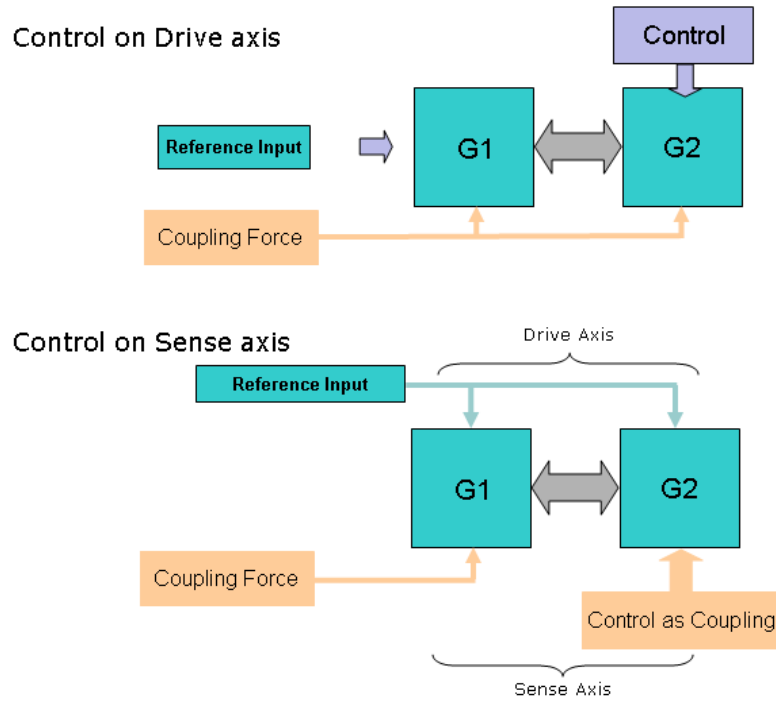 Control on Drive axis
Control
Reference Input
G1
G2
Coupling Force
Control on Sense axis
Drive Axis
Reference Input
G1
G2
Coupling Force
Control as Coupling
Sense Axis